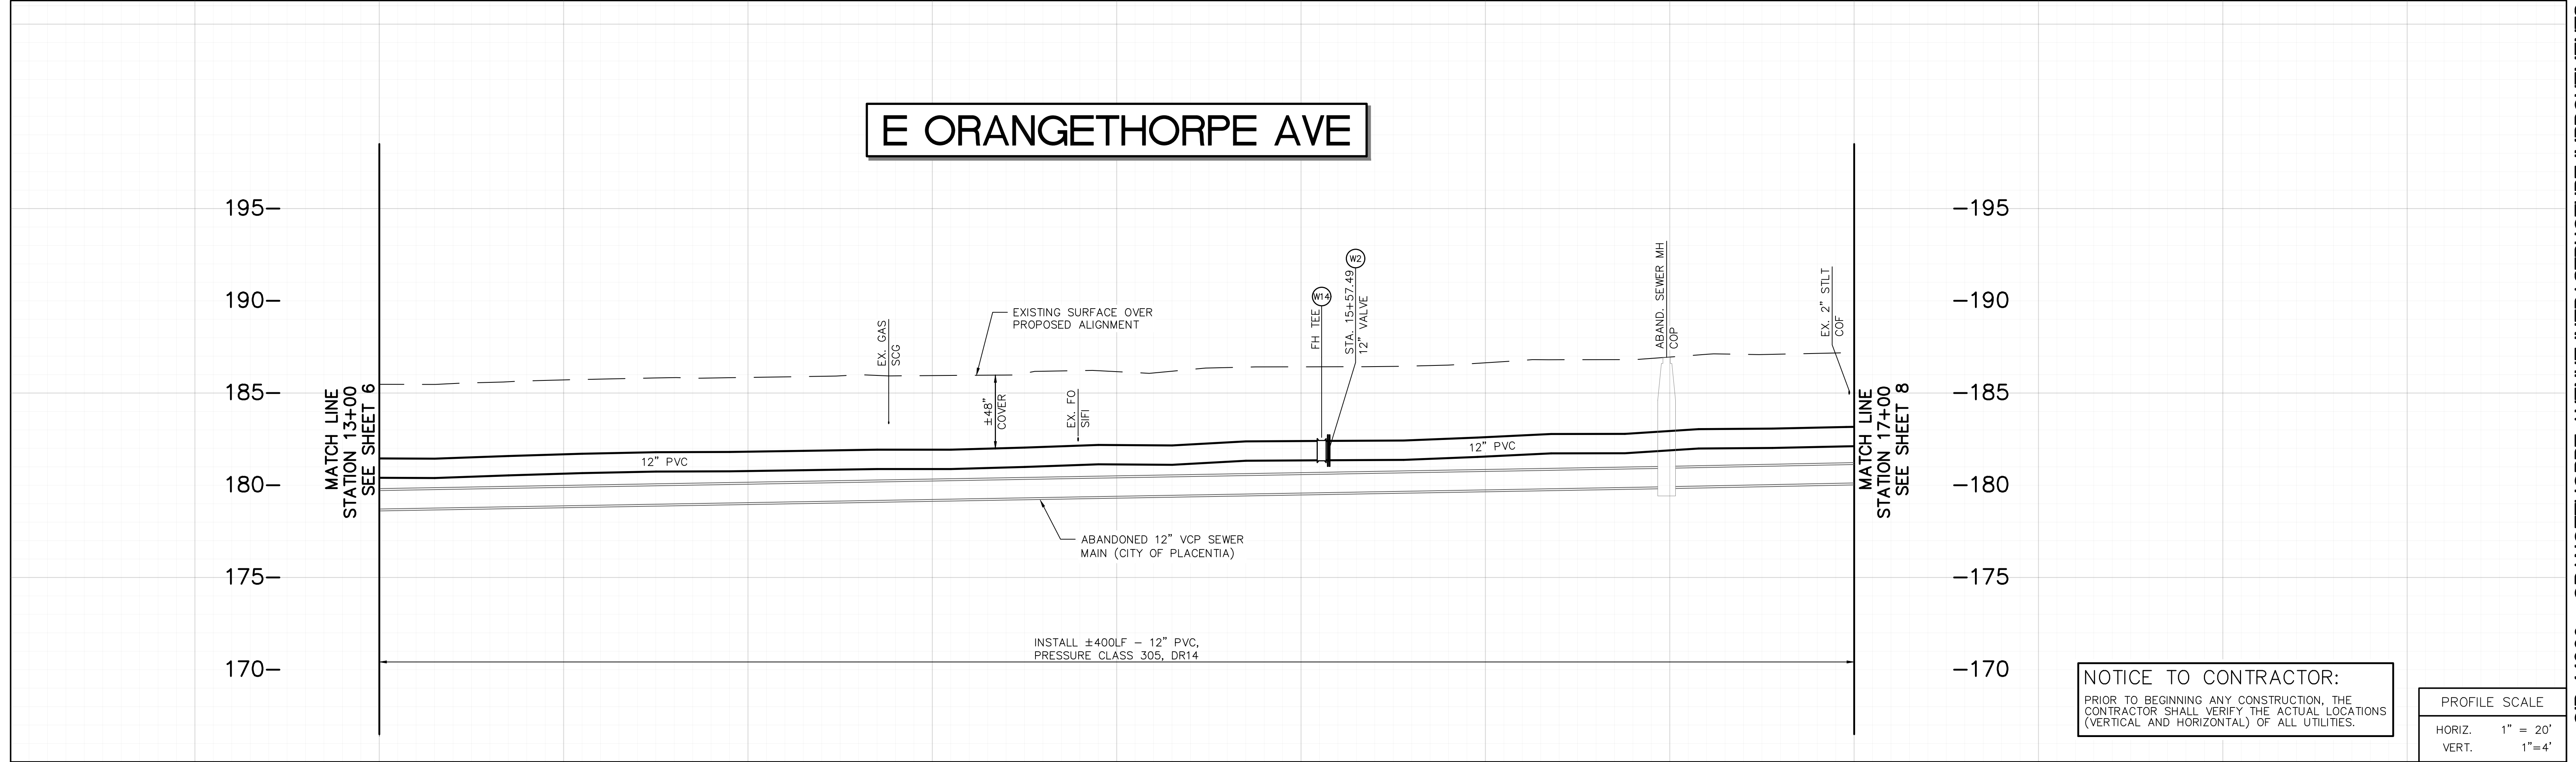 E ORANGETHORPE AVE
195-
190-
185-
180-
175-
170-
-195
-190
-185
-180
-175
-170
MATCH LINE
STATION 13+00
SEE SHEET 6
EX. GAS
SCG
EXISTING SURFACE OVER
PROPOSED ALIGNMENT
±48"
COVER
EX. FO
SIFI
W14
FH TEE
W2
STA. 15+57.49
12" VALVE
ABAND. SEWER MH
COP
EX. 2" STLT
COF
12" PVC
12" PVC
MATCH LINE
STATION 17+00
SEE SHEET 8
ABANDONED 12" VCP SEWER
MAIN (CITY OF PLACENTIA)
INSTALL ±400LF - 12" PVC,
PRESSURE CLASS 305, DR14
NOTICE TO CONTRACTOR:
PRIOR TO BEGINNING ANY CONSTRUCTION, THE
CONTRACTOR SHALL VERIFY THE ACTUAL LOCATIONS
(VERTICAL AND HORIZONTAL) OF ALL UTILITIES.
PROFILE SCALE
HORIZ. 1" = 20'
VERT. 1"=4'